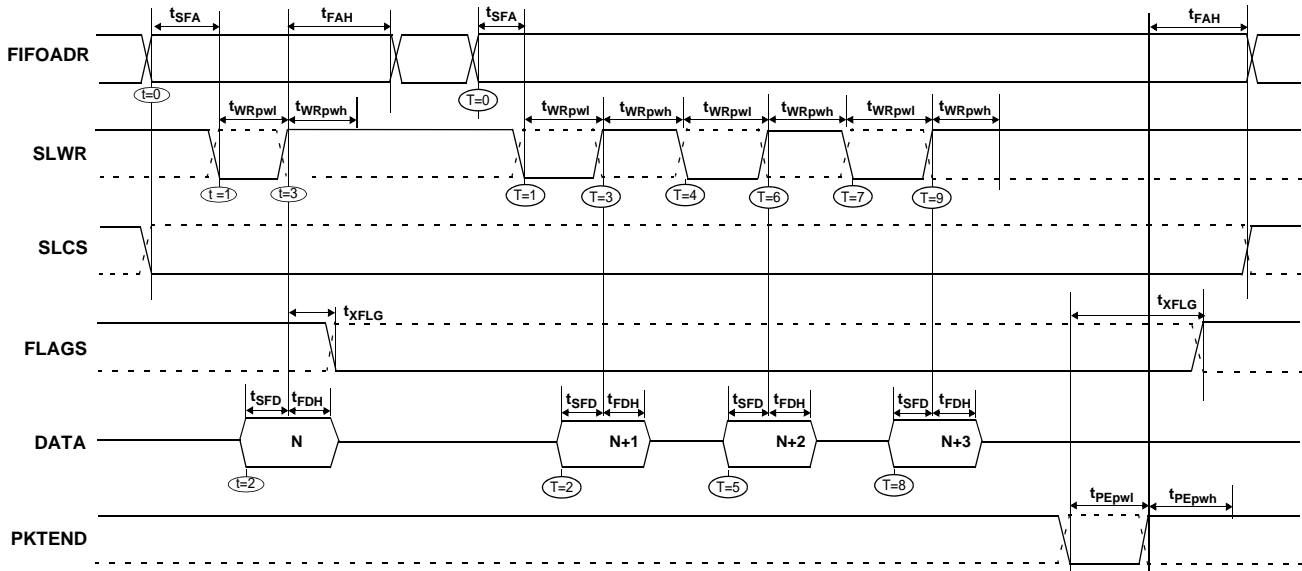 tSFA tFAH tSFA tFAH
FIFOADR
t=0 T=0
tWRpwl tWRpwh tWRpwl tWRpwh tWRpwl tWRpwh tWRpwl tWRpwh
SLWR
t =1 t=3 T=1 T=3 T=4 T=6 T=7 T=9
SLCS
tXFLG tXFLG
FLAGS
tSFD tFDH tSFD tFDH tSFD tFDH tSFD tFDH
DATA N N+1 N+2 N+3
t=2 T=2 T=5 T=8
tPEpwl tPEpwh
PKTEND